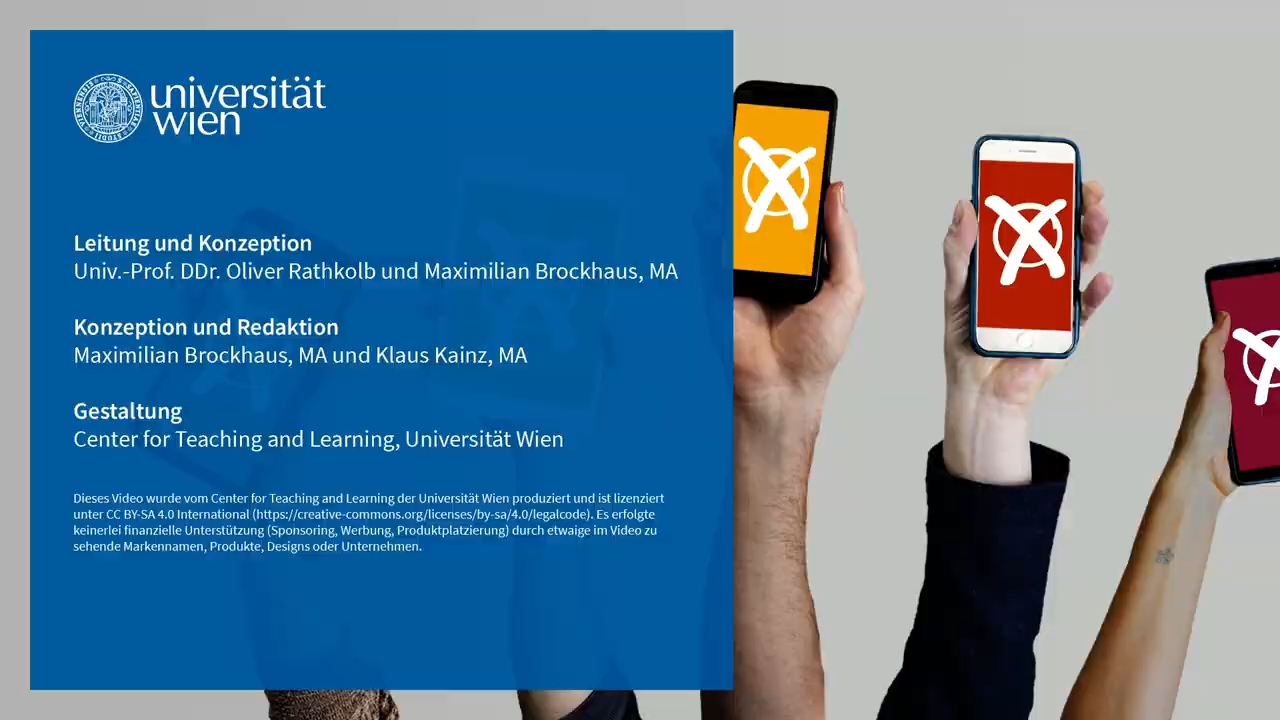 universität
wien
Leitung und Konzeption
Univ.-Prof. DDr. Oliver Rathkolb und Maximilian Brockhaus, MA
Konzeption und Redaktion
Maximilian Brockhaus, MA und Klaus Kainz, MA
Gestaltung
Center for Teaching and Learning, Universität Wien
Dieses Video wurde vom Center for Teaching and Learning der Universität Wien produziert und ist lizenziert
unter CC BY-SA 4.0 International (https://creative-commons.org/licenses/by-sa/4.0/legalcode). Es erfolgte
keinerlei finanzielle Unterstützung (Sponsoring, Werbung, Produktplatzierung) durch etwaige im Video zu
sehende Markennamen, Produkte, Designs oder Unternehmen.